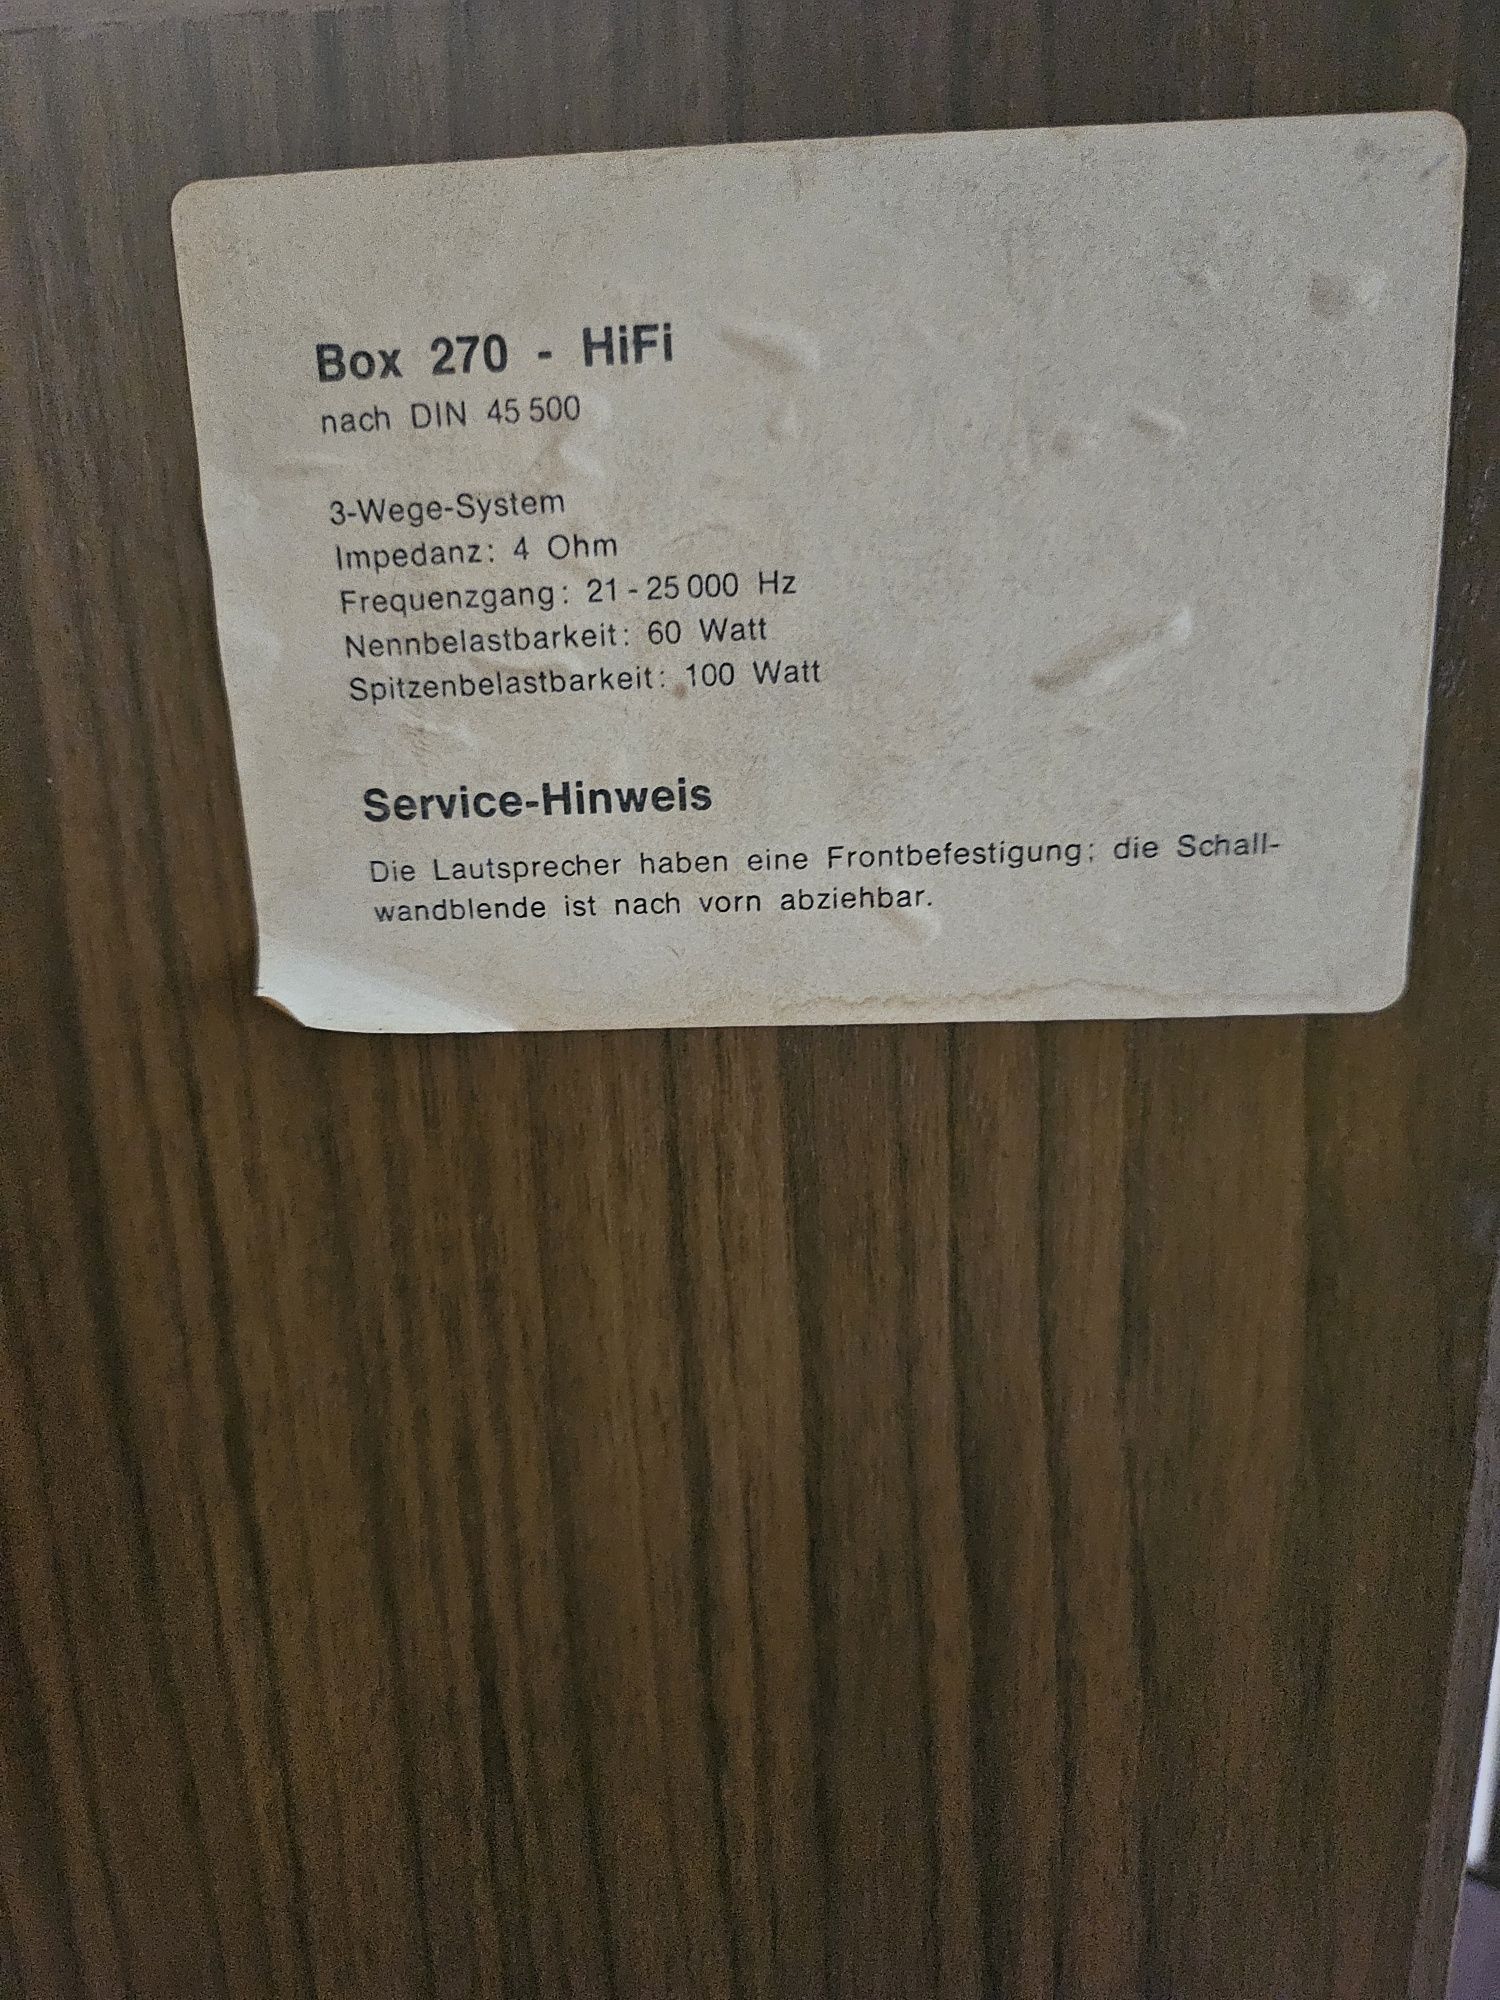 Box 270 - HiFi
nach DIN 45 500
3-Wege-System
Impedanz: 4 Ohm
Frequenzgang: 21 - 25 000 Hz
Nennbelastbarkeit: 60 Watt
Spitzenbelastbarkeit: 100 Watt
Service-Hinweis
Die Lautsprecher haben eine Frontbefestigung; die Schall-
wandblende ist nach vorn abziehbar.